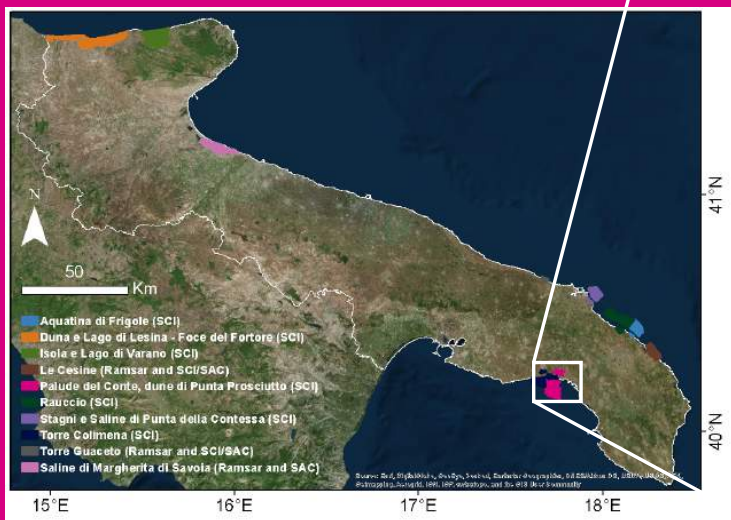 N
50
Km
Aquatina di Frigole (SCI)
Duna e Lago di Lesina - Foce del Fortore (SCI)
Isola e Lago di Varano (SCI)
Le Cesine (Ramsar and SCI/SAC)
Palude del Conte, dune di Punta Prosciutto (SCI)
Rauccio (SCI)
Stagni e Saline di Punta della Contessa (SCI)
Torre Colimena (SCI)
Torre Guaceto (Ramsar and SCI/SAC)
Saline di Margherita di Savoia (Ramsar and SAC)
41°N
40°N
15°E
16°E
17°E
18°E